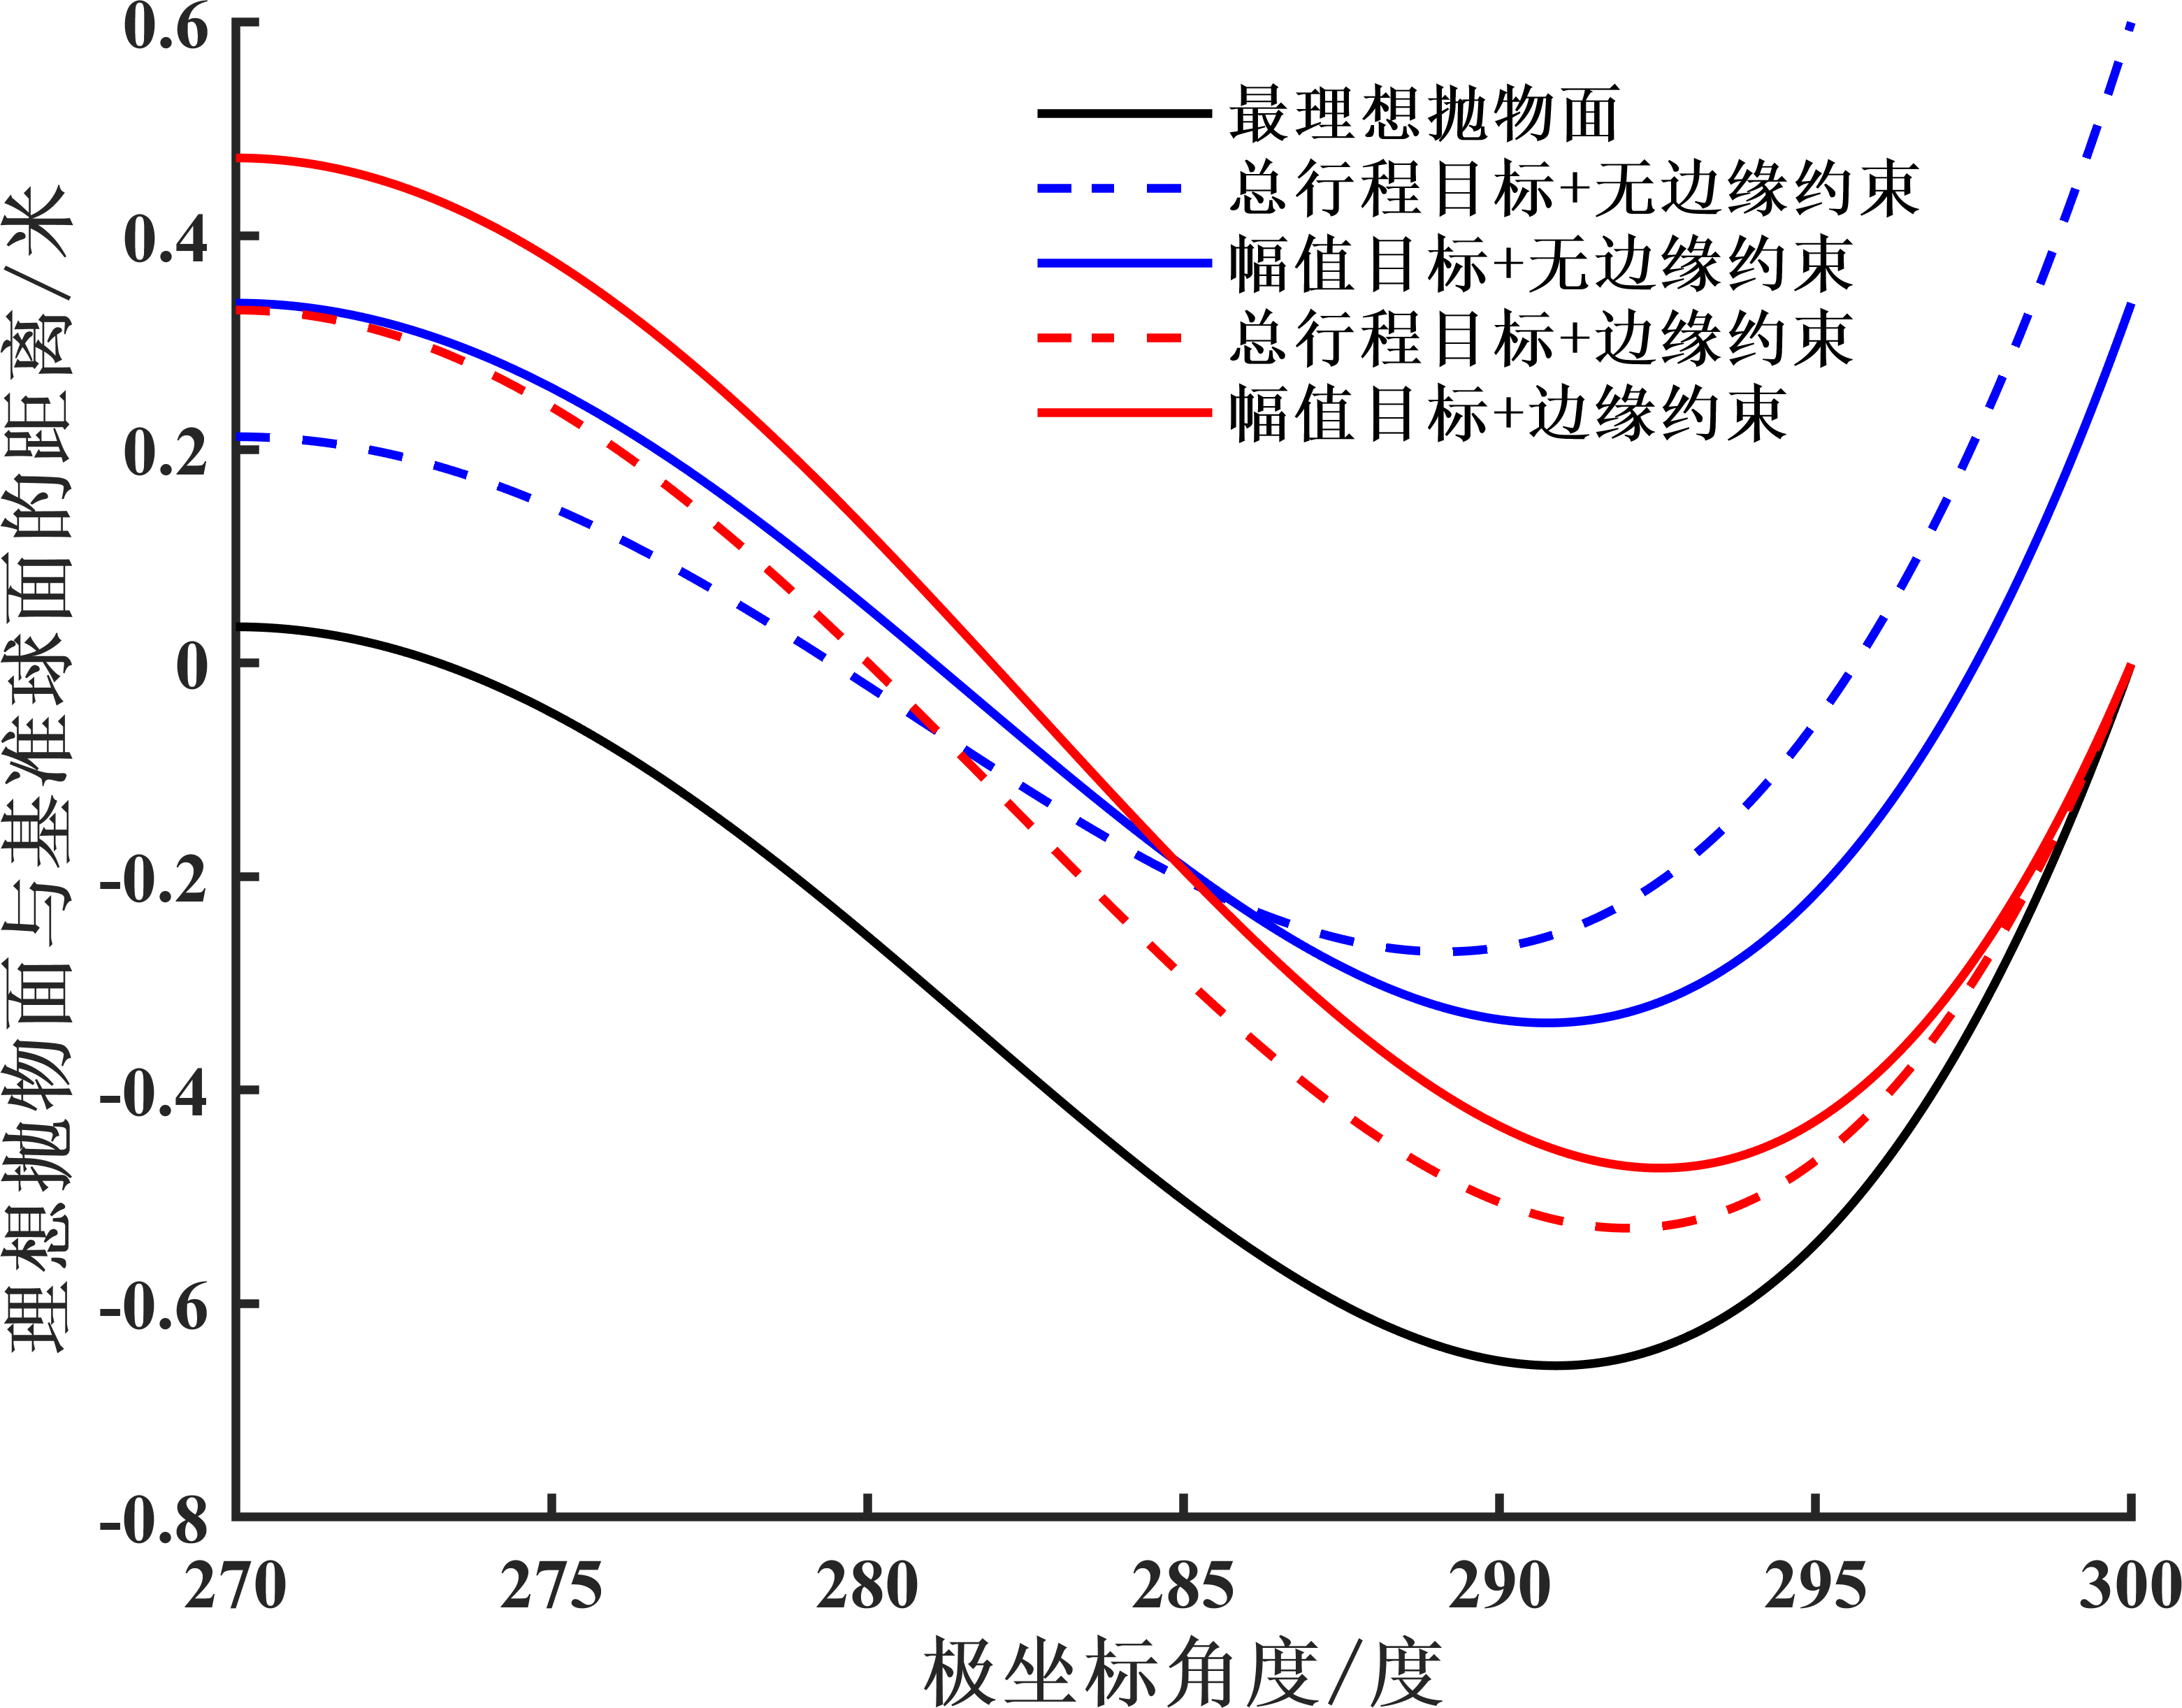 理想抛物面与基准球面的距离/米
0.6
0.4
0.2
0
-0.2
-0.4
-0.6
-0.8
最理想抛物面
总行程目标+无边缘约束
幅值目标+无边缘约束
总行程目标+边缘约束
幅值目标+边缘约束
270 275 280 285 290 295 300
极坐标角度/度